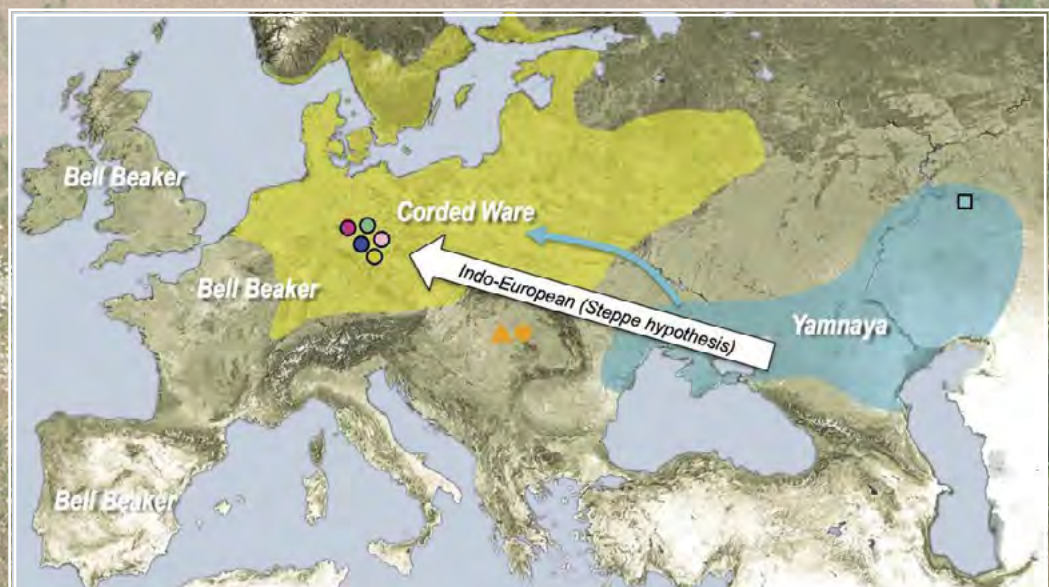 Bell Beaker
Corded Ware
Bell Beaker
Indo-European (Steppe hypothesis)
Yamnaya
Bell Beaker